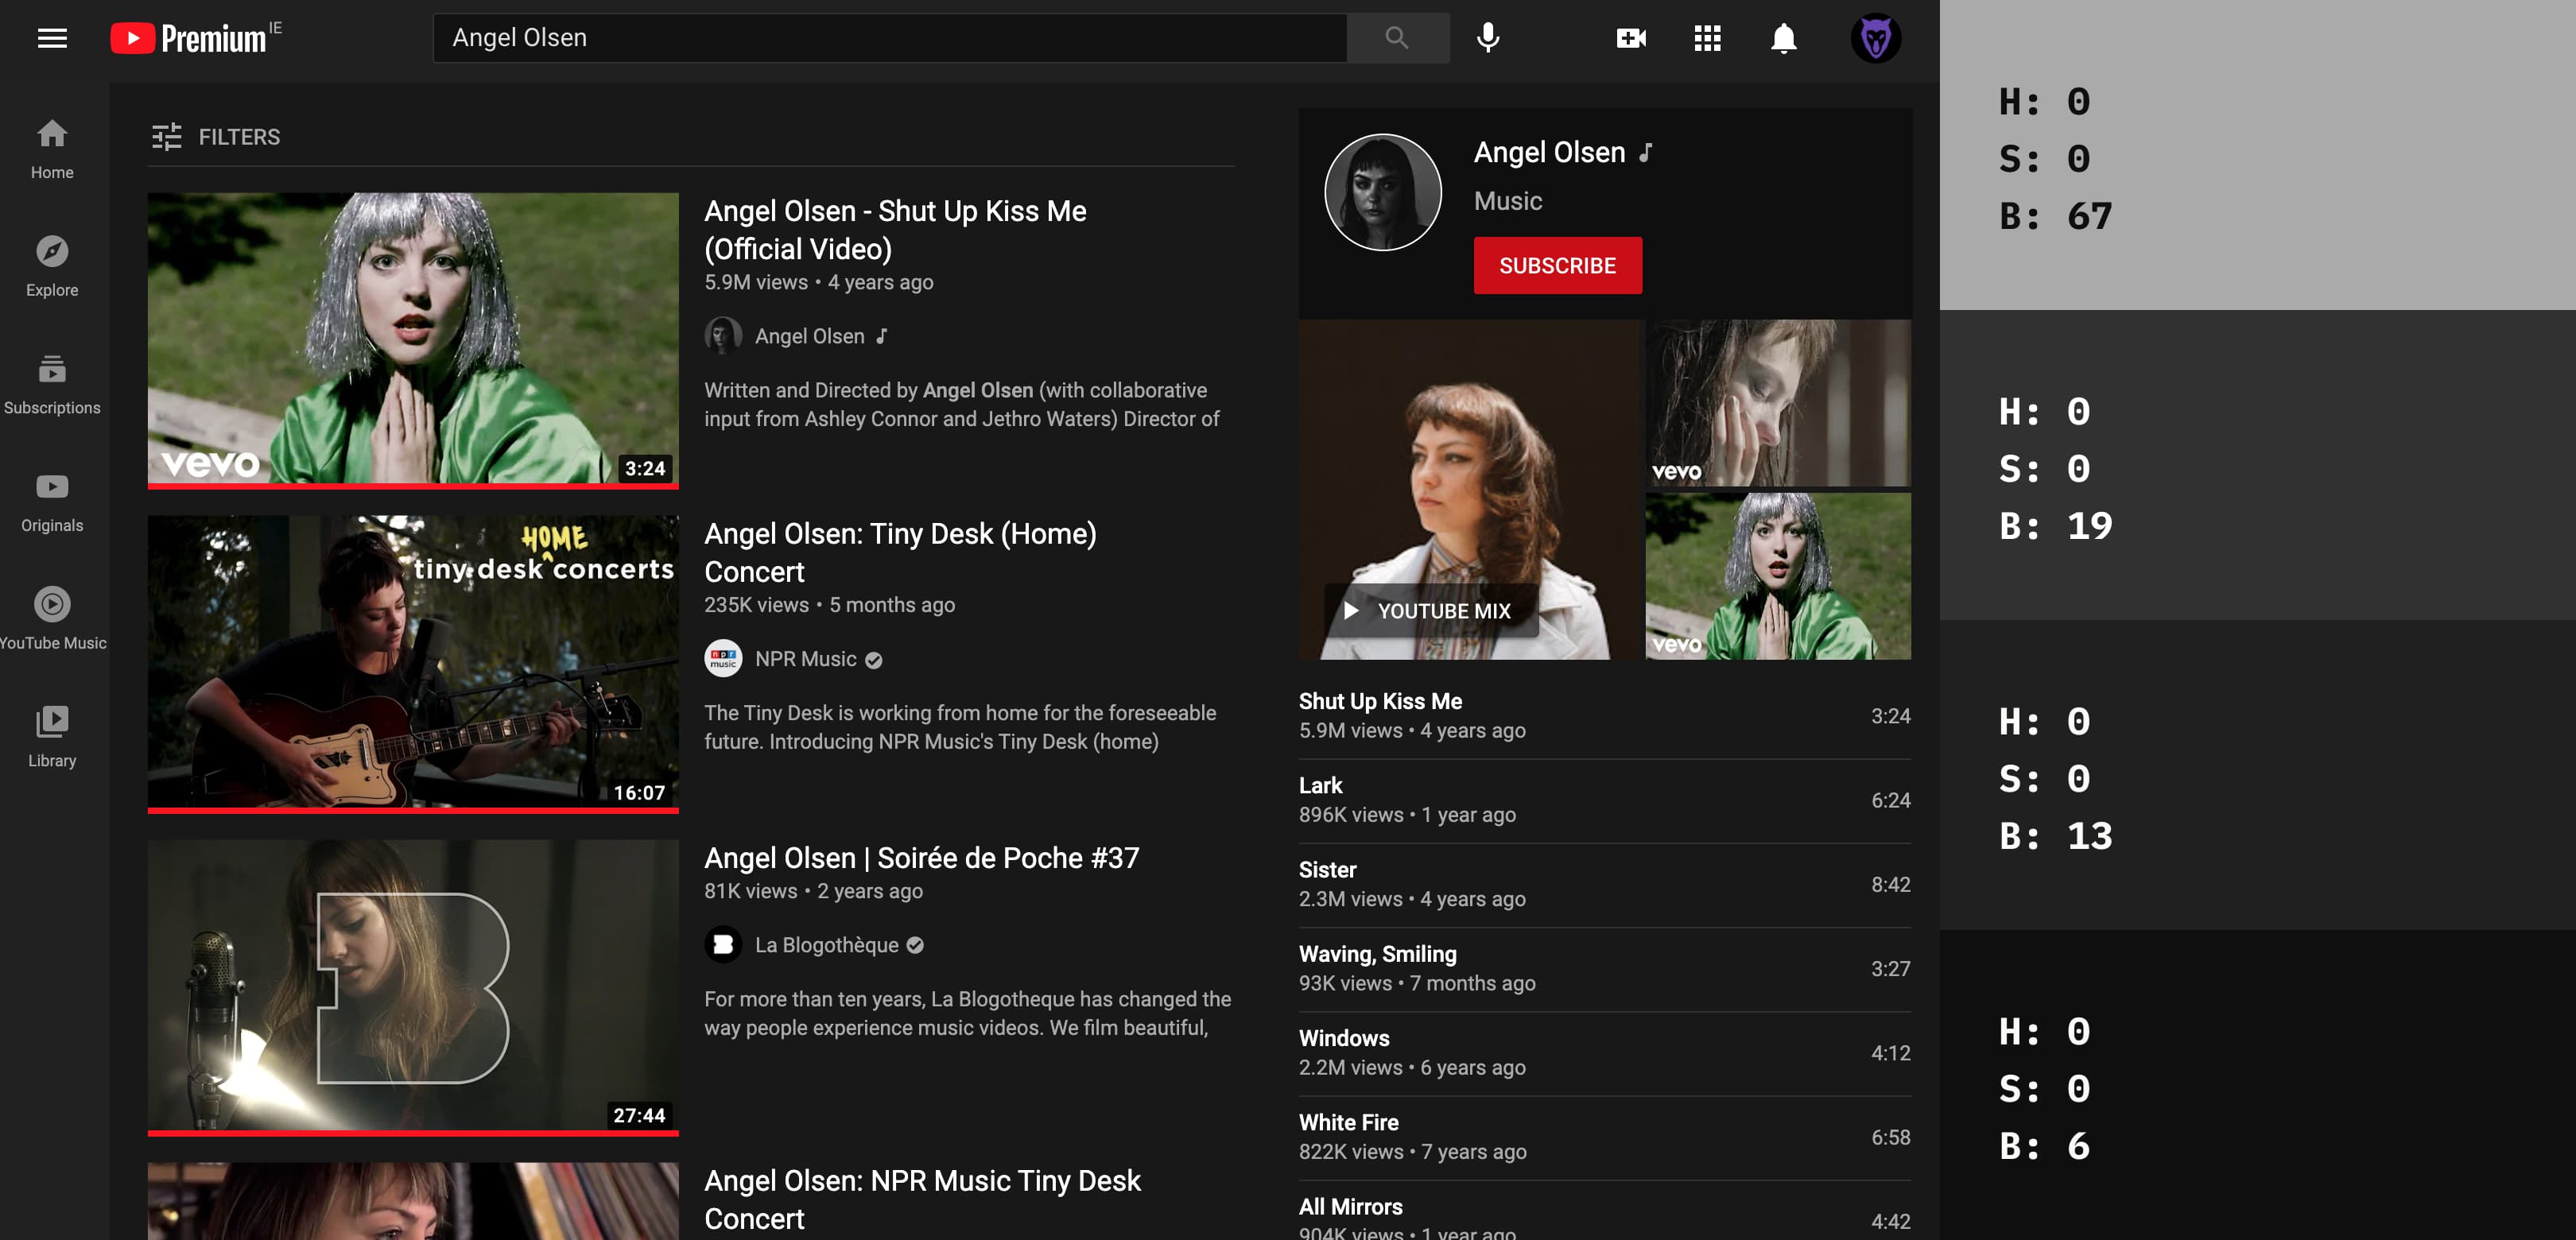 Premium IE
Angel Olsen
Home
Explore
Subscriptions
Originals
YouTube Music
Library
FILTERS
vevo
3:24
Angel Olsen - Shut Up Kiss Me
(Official Video)
5.9M views • 4 years ago
Angel Olsen
Written and Directed by Angel Olsen (with collaborative
input from Ashley Connor and Jethro Waters) Director of
HOME
tiny desk concerts
16:07
Angel Olsen: Tiny Desk (Home)
Concert
235K views • 5 months ago
npr
music
NPR Music
The Tiny Desk is working from home for the foreseeable
future. Introducing NPR Music's Tiny Desk (home)
B
27:44
Angel Olsen | Soirée de Poche #37
81K views • 2 years ago
La Blogothèque
For more than ten years, La Blogotheque has changed the
way people experience music videos. We film beautiful,
Angel Olsen: NPR Music Tiny Desk
Concert
Angel Olsen
Music
SUBSCRIBE
YOUTUBE MIX
vevo
vevo
Shut Up Kiss Me
5.9M views • 4 years ago
3:24
Lark
896K views • 1 year ago
6:24
Sister
2.3M views • 4 years ago
8:42
Waving, Smiling
93K views • 7 months ago
3:27
Windows
2.2M views • 6 years ago
4:12
White Fire
822K views • 7 years ago
6:58
All Mirrors
904K views • 1 year ago
4:42
H: 0
S: 0
B: 67
H: 0
S: 0
B: 19
H: 0
S: 0
B: 13
H: 0
S: 0
B: 6